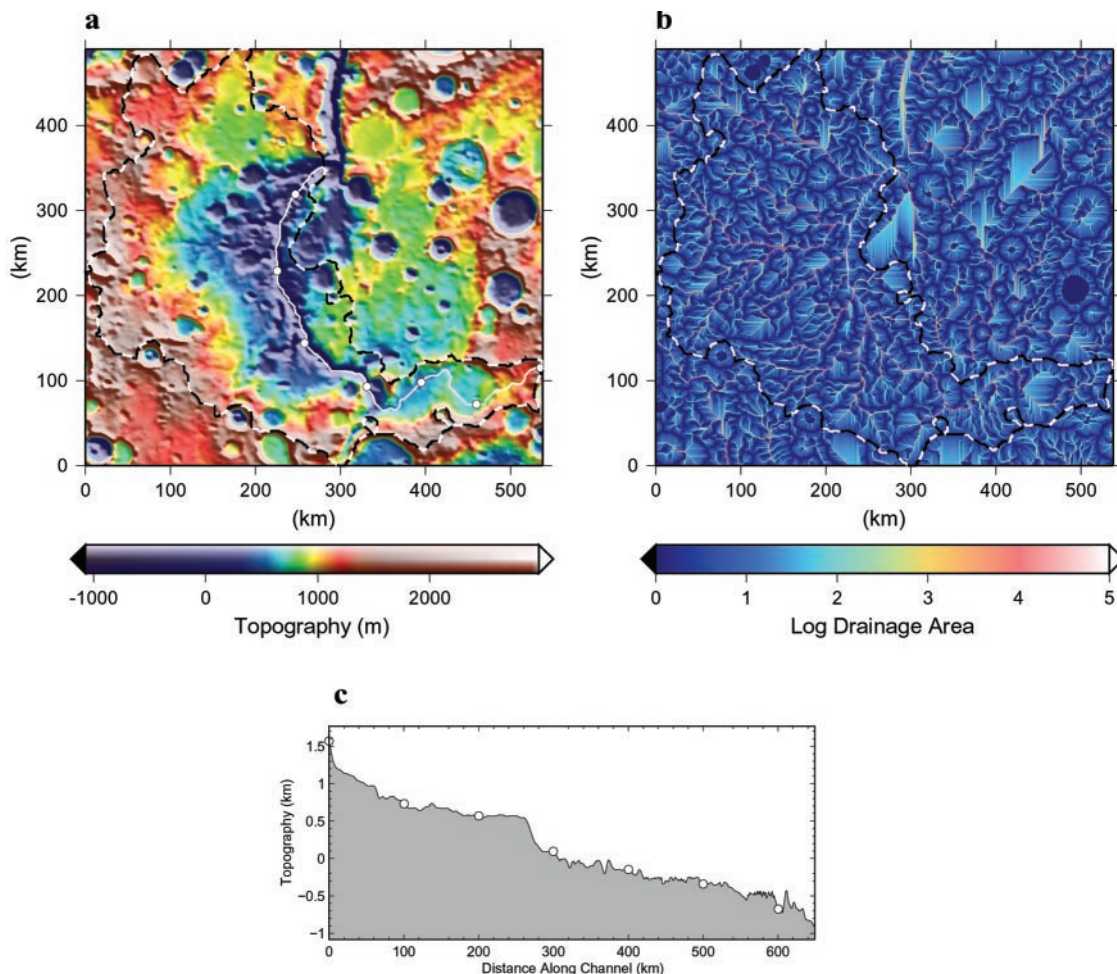 a
400
300
200
100
0
(km)
0 100 200 300 400 500
(km)
-1000 0 1000 2000
Topography (m)
b
400
300
200
100
0
(km)
0 100 200 300 400 500
(km)
0 1 2 3 4 5
Log Drainage Area
c
1.5
1
0.5
0
−0.5
−1
Topography (km)
0 100 200 300 400 500 600
Distance Along Channel (km)